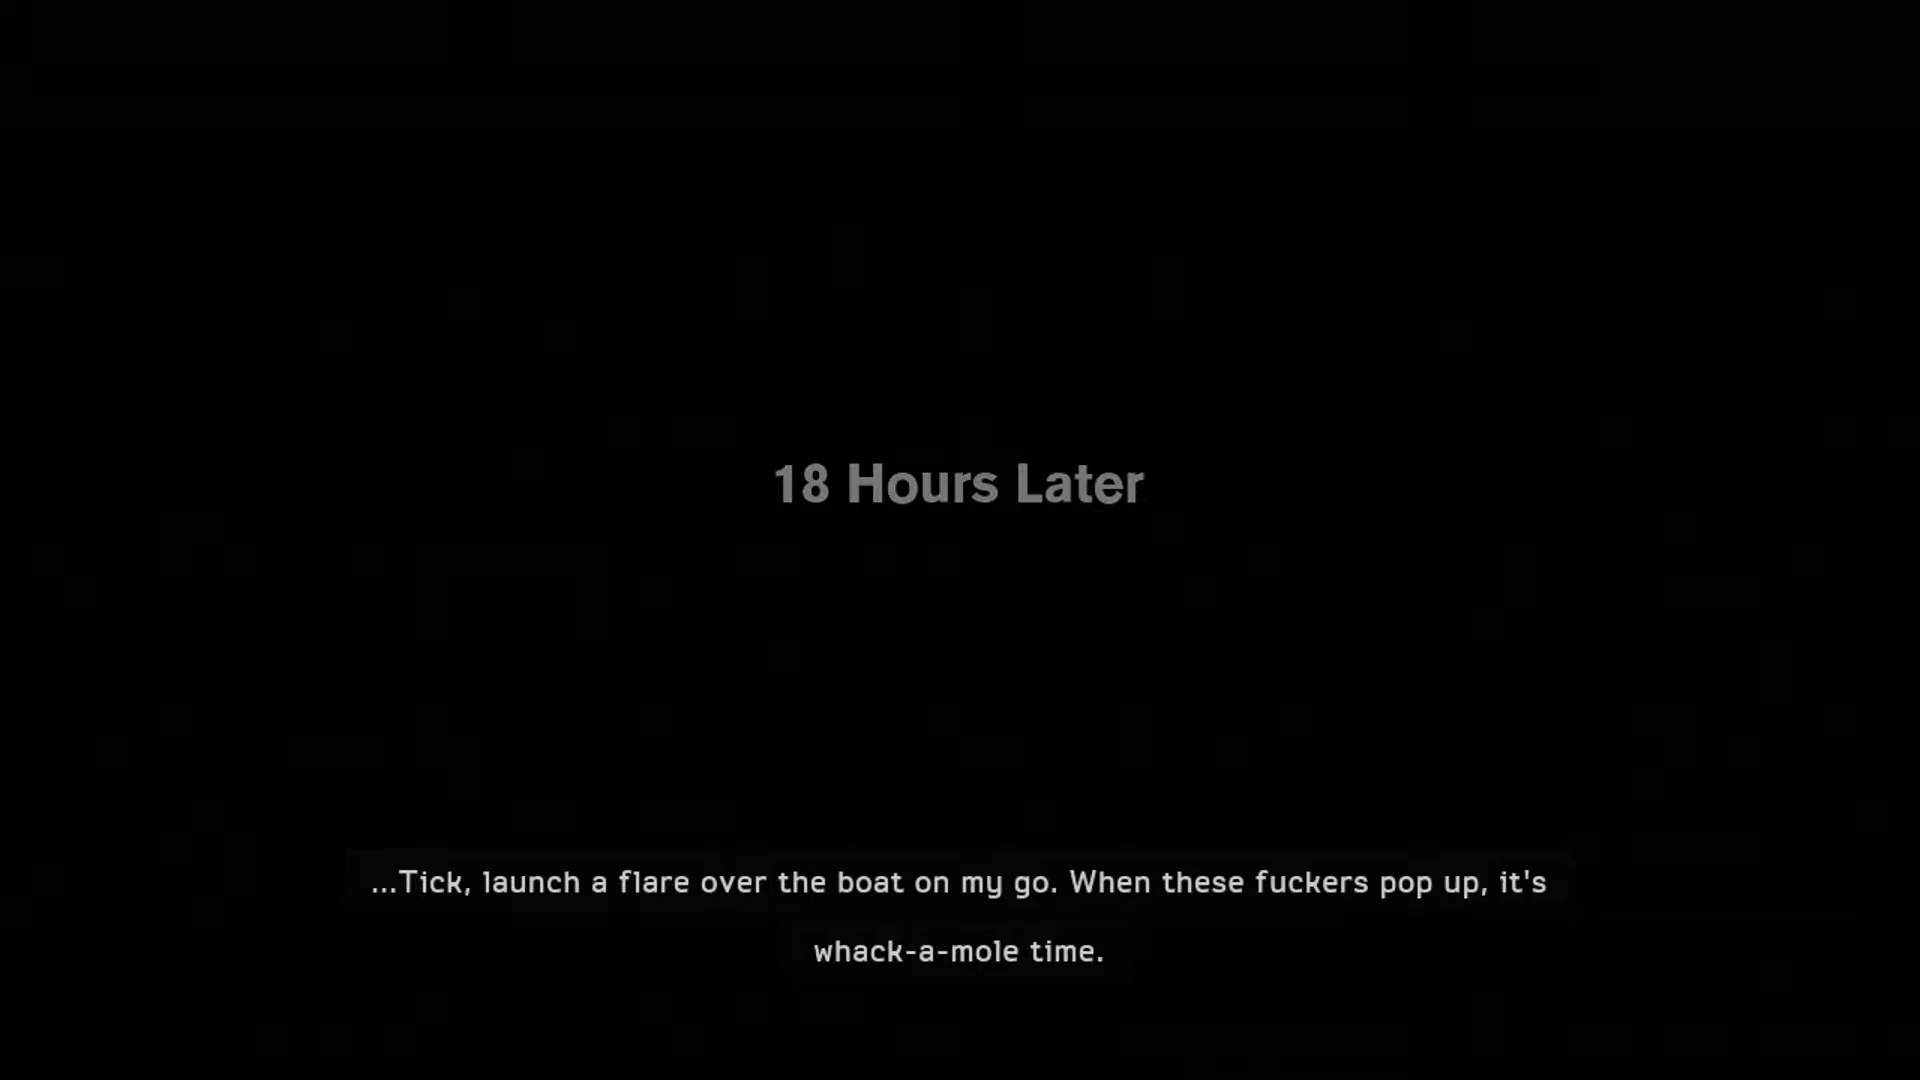 18 Hours Later
...Tick, launch a flare over the boat on my go. When these fuckers pop up, it's
whack-a-mole time.